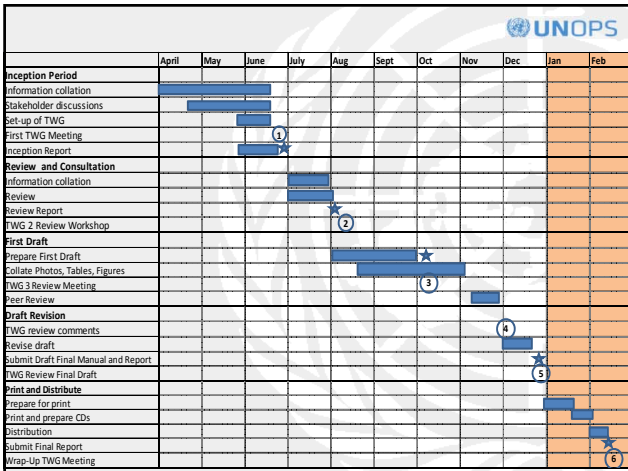 UNOPS
April May June July Aug Sept Oct Nov Dec Jan Feb
Inception Period
Information collation
Stakeholder discussions
Set-up of TWG
First TWG Meeting 1
Inception Report
Review and Consultation
Information collation
Review
Review Report
TWG 2 Review Workshop 2
First Draft
Prepare First Draft
Collate Photos, Tables, Figures
TWG 3 Review Meeting 3
Peer Review
Draft Revision
TWG review comments 4
Revise draft
Submit Draft Final Manual and Report
TWG Review Final Draft 5
Print and Distribute
Prepare for print
Print and prepare CDs
Distribution
Submit Final Report
Wrap-Up TWG Meeting 6